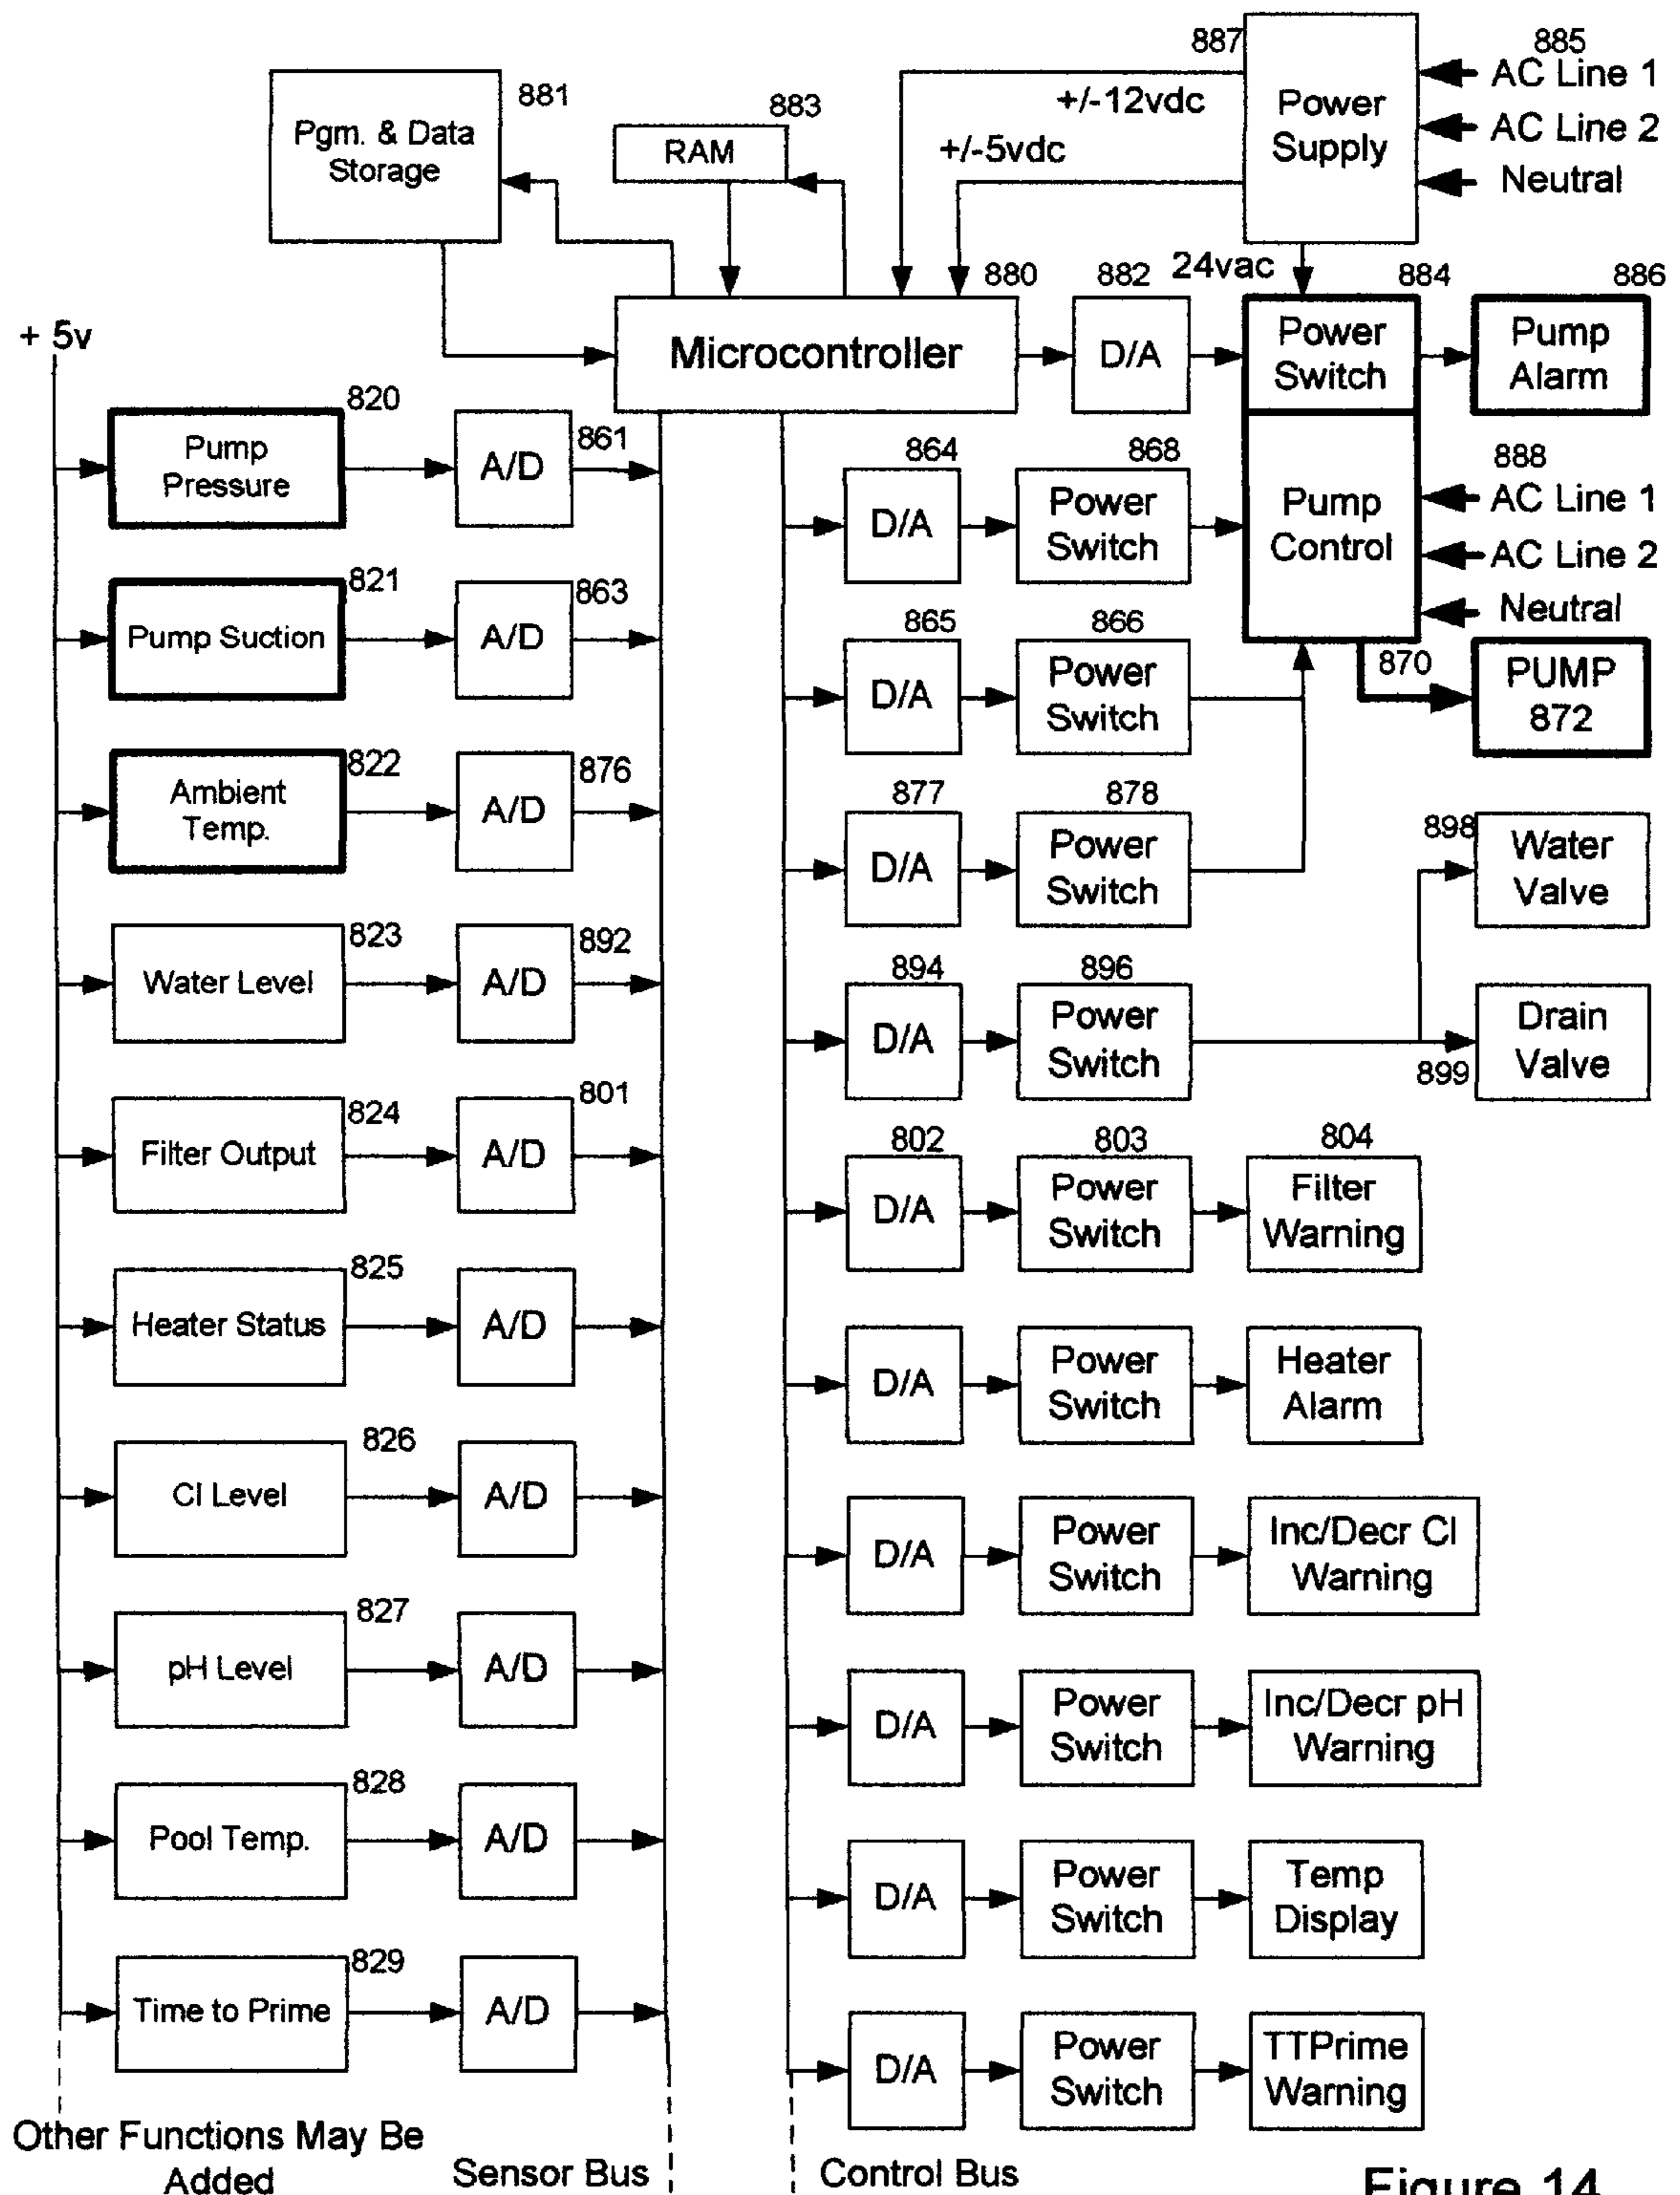 887
885
Power
Supply
AC Line 1
AC Line 2
Neutral
+/-12vdc
+/-5vdc
24vac
Pgm. & Data
Storage
881
883
RAM
880
Microcontroller
882
D/A
884
Power
Switch
886
Pump
Alarm
+ 5v
820
Pump
Pressure
861
A/D
821
Pump Suction
863
A/D
822
Ambient
Temp.
876
A/D
823
Water Level
892
A/D
824
Filter Output
801
A/D
825
Heater Status
A/D
826
Cl Level
A/D
827
pH Level
A/D
828
Pool Temp.
A/D
829
Time to Prime
A/D
Other Functions May Be
Added
Sensor Bus
864
D/A
868
Power
Switch
Pump
Control
888
AC Line 1
AC Line 2
Neutral
865
D/A
866
Power
Switch
870
PUMP
872
877
D/A
878
Power
Switch
898
Water
Valve
894
D/A
896
Power
Switch
899
Drain
Valve
802
D/A
803
Power
Switch
804
Filter
Warning
D/A
Power
Switch
Heater
Alarm
D/A
Power
Switch
Inc/Decr Cl
Warning
D/A
Power
Switch
Inc/Decr pH
Warning
D/A
Power
Switch
Temp
Display
D/A
Power
Switch
TTPrime
Warning
Control Bus
Figure 14